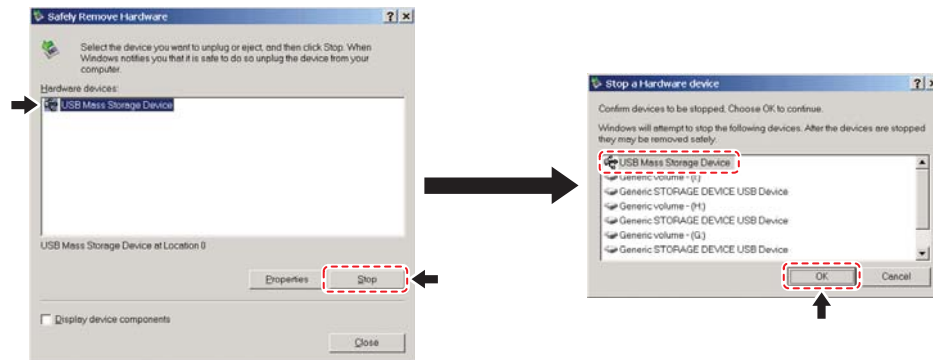 Safely Remove Hardware
Select the device you want to unplug or eject, and then click Stop. When
Windows notifies you that it is safe to do so unplug the device from your
computer.
Hardware devices:
USB Mass Storage Device
USB Mass Storage Device at Location 0
Properties
Stop
Display device components
Close
Stop a Hardware device
Confirm devices to be stopped. Choose OK to continue.
Windows will attempt to stop the following devices. After the devices are stopped
they may be removed safely.
USB Mass Storage Device
Generic volume - (I:)
Generic STORAGE DEVICE USB Device
Generic volume - (H:)
Generic STORAGE DEVICE USB Device
Generic volume - (G:)
Generic STORAGE DEVICE USB Device
OK
Cancel